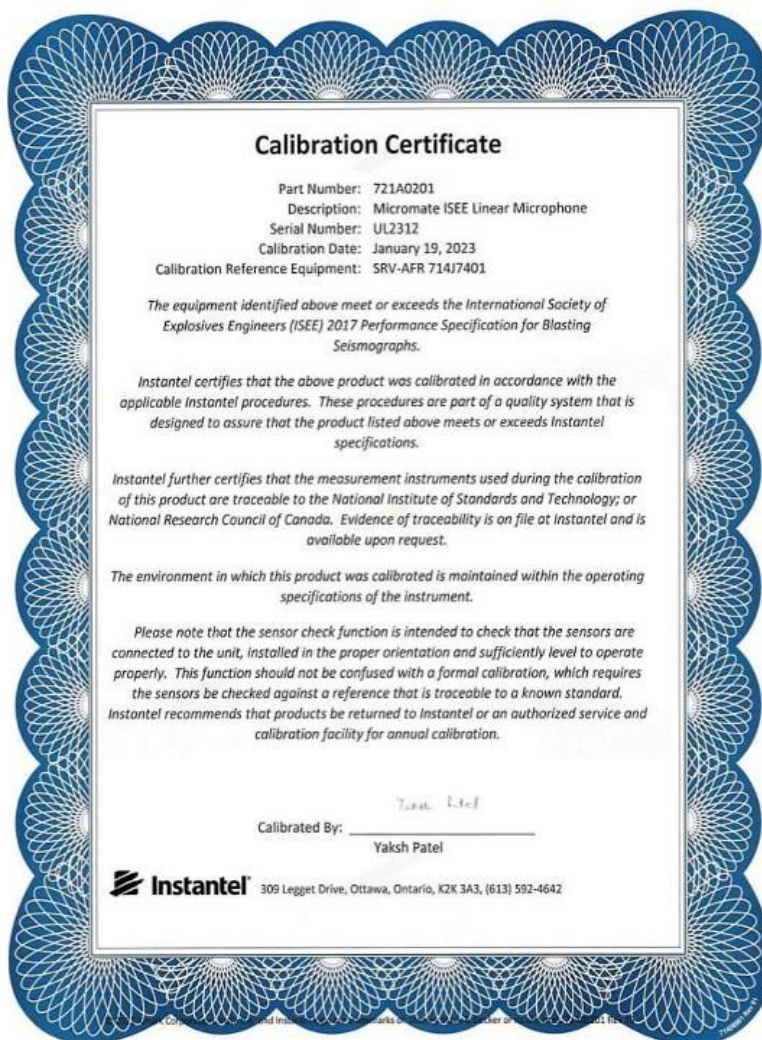 Calibration Certificate
Part Number: 721A0201
Description: Micromate ISEE Linear Microphone
Serial Number: UL2312
Calibration Date: January 19, 2023
Calibration Reference Equipment: SRV-AFR 714J7401
The equipment identified above meet or exceeds the International Society of
Explosives Engineers (ISEE) 2017 Performance Specification for Blasting
Seismographs.
Instantel certifies that the above product was calibrated in accordance with the
applicable Instantel procedures. These procedures are part of a quality system that is
designed to assure that the product listed above meets or exceeds Instantel
specifications.
Instantel further certifies that the measurement instruments used during the calibration
of this product are traceable to the National Institute of Standards and Technology; or
National Research Council of Canada. Evidence of traceability is on file at Instantel and is
available upon request.
The environment in which this product was calibrated is maintained within the operating
specifications of the instrument.
Please note that the sensor check function is intended to check that the sensors are
connected to the unit, installed in the proper orientation and sufficiently level to operate
properly. This function should not be confused with a formal calibration, which requires
the sensors be checked against a reference that is traceable to a known standard.
Instantel recommends that products be returned to Instantel or an authorized service and
calibration facility for annual calibration.
Calibrated By:
Yaksh Patel
Instantel 309 Legget Drive, Ottawa, Ontario, K2K 3A3, (613) 592-4642